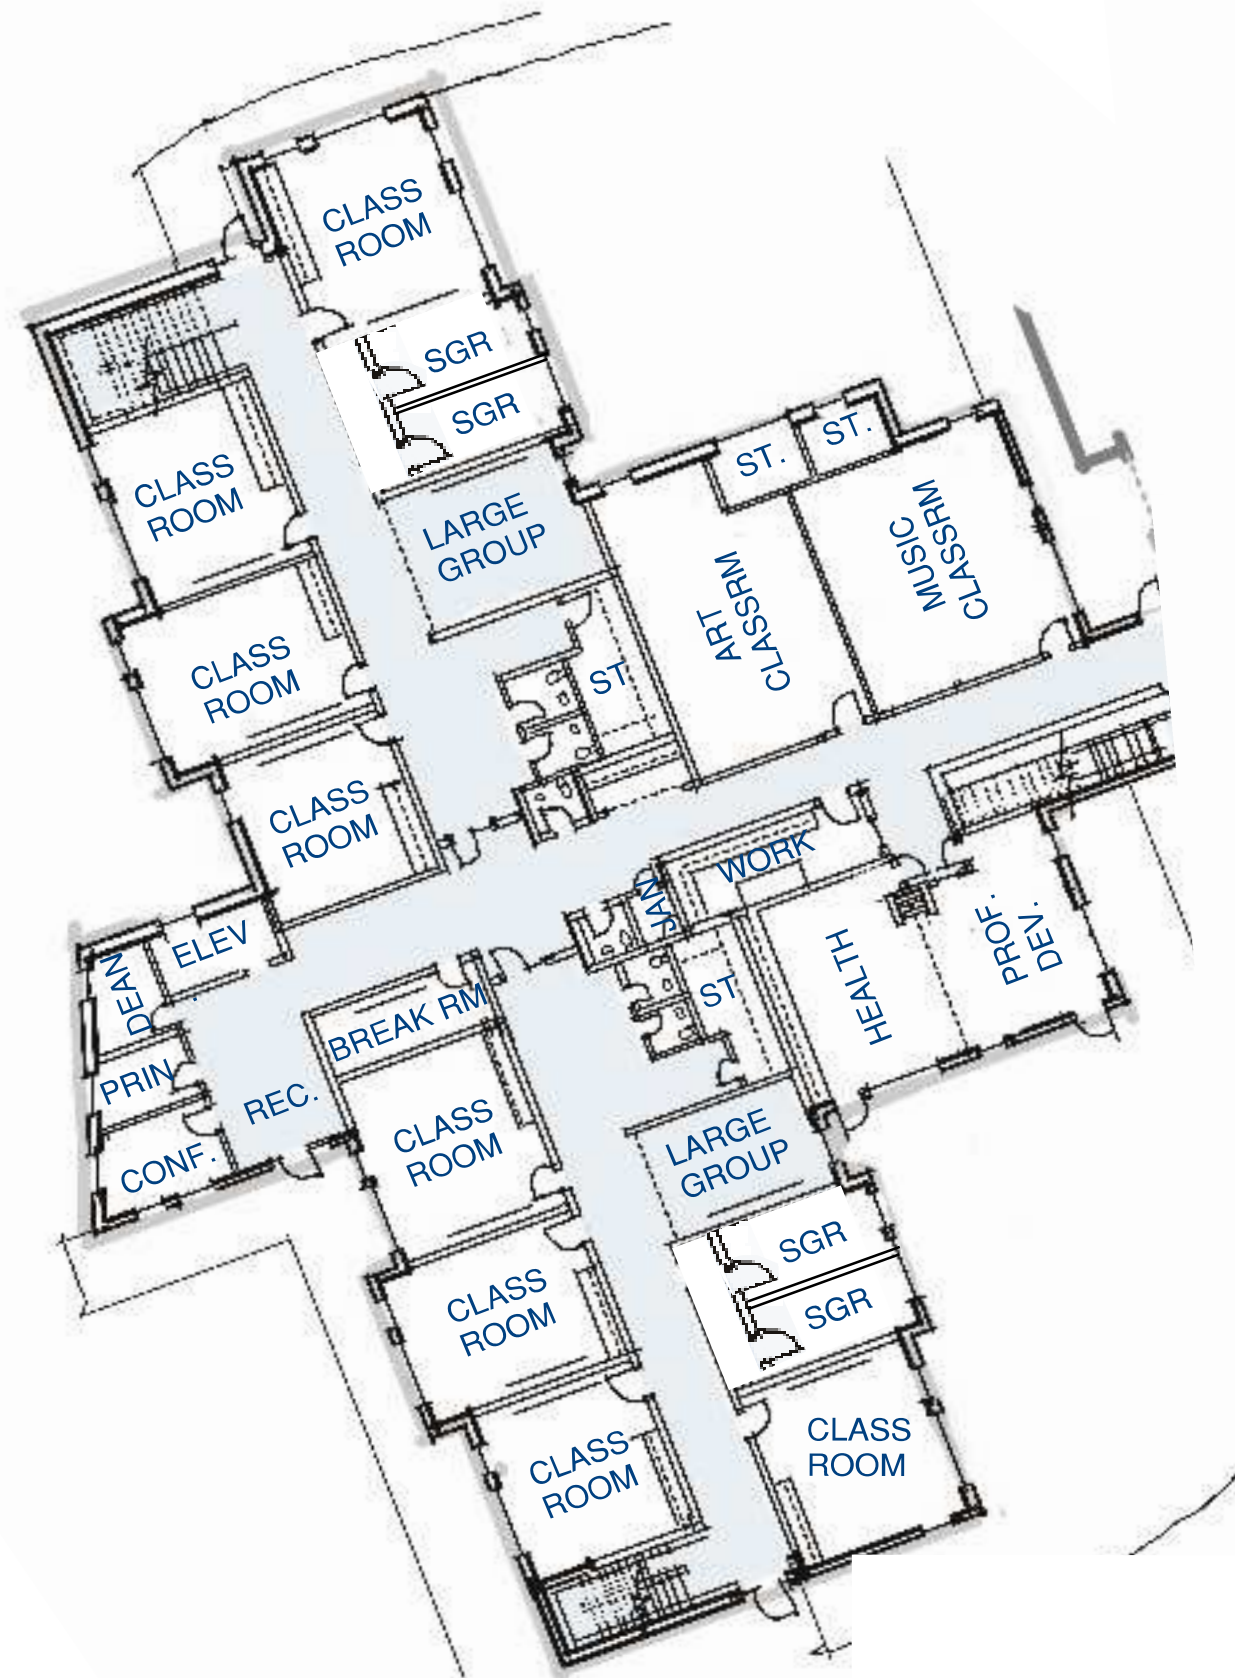 CLASS
ROOM
SGR
SGR
CLASS
ROOM
LARGE
GROUP
ST.
ST.
MUSIC
CLASSRM
ART
CLASSRM
CLASS
ROOM
ST
CLASS
ROOM
WORK
JAN
ELEV
DEAN
PRIN
CONF.
REC.
BREAK RM
ST
HEALTH
PROF.
DEV.
CLASS
ROOM
LARGE
GROUP
SGR
SGR
CLASS
ROOM
CLASS
ROOM
CLASS
ROOM